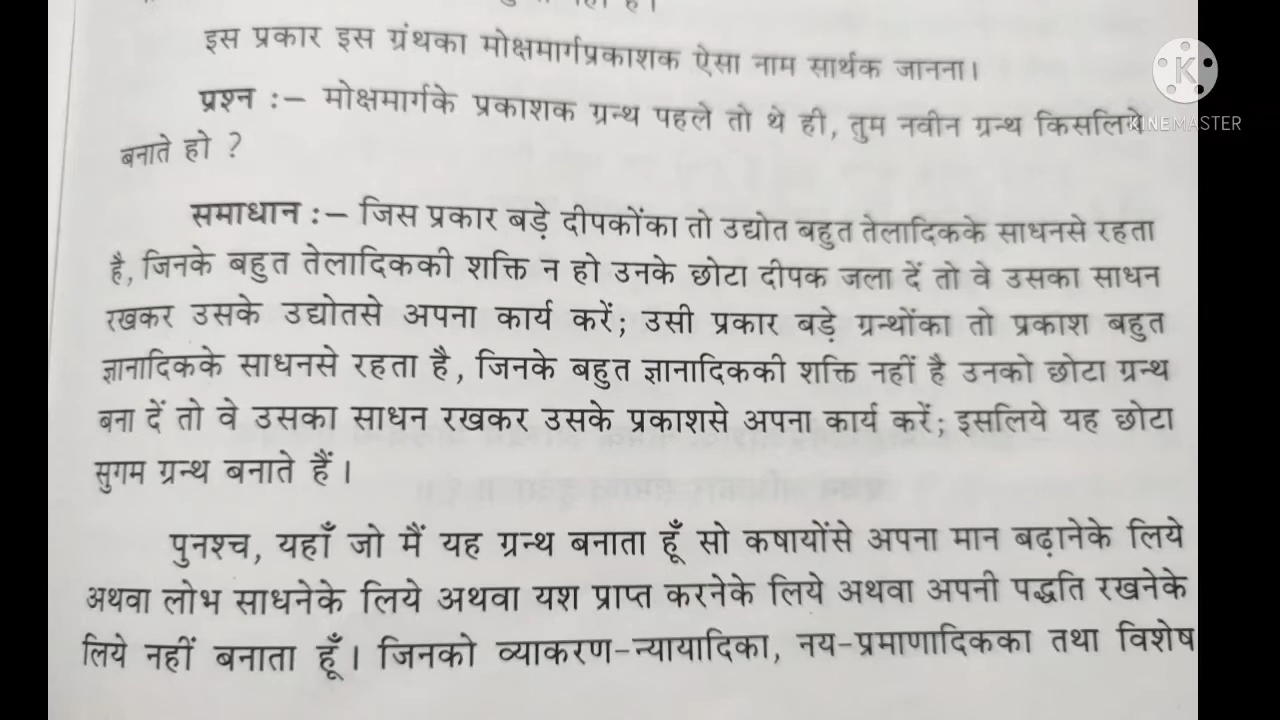 इस प्रकार इस ग्रंथका मोक्षमार्गप्रकाशक ऐसा नाम सार्थक जानना।
प्रश्न :– मोक्षमार्गके प्रकाशक ग्रन्थ पहले तो थे ही, तुम नवीन ग्रन्थ किसलिये
KINEMASTER
बनाते हो ?
समाधान :– जिस प्रकार बड़े दीपकोंका तो उद्योत बहुत तेलादिकके साधनसे रहता
है, जिनके बहुत तेलादिककी शक्ति न हो उनके छोटा दीपक जला दें तो वे उसका साधन
रखकर उसके उद्योतसे अपना कार्य करें; उसी प्रकार बड़े ग्रन्थोंका तो प्रकाश बहुत
ज्ञानादिकके साधनसे रहता है, जिनके बहुत ज्ञानादिककी शक्ति नहीं है उनको छोटा ग्रन्थ
बना दें तो वे उसका साधन रखकर उसके प्रकाशसे अपना कार्य करें; इसलिये यह छोटा
सुगम ग्रन्थ बनाते हैं ।
पुनश्च, यहाँ जो मैं यह ग्रन्थ बनाता हूँ सो कषायोंसे अपना मान बढ़ानेके लिये
अथवा लोभ साधनेके लिये अथवा यश प्राप्त करनेके लिये अथवा अपनी पद्धति रखनेके
लिये नहीं बनाता हूँ । जिनको व्याकरण-न्यायादिका, नय-प्रमाणादिकका तथा विशेष